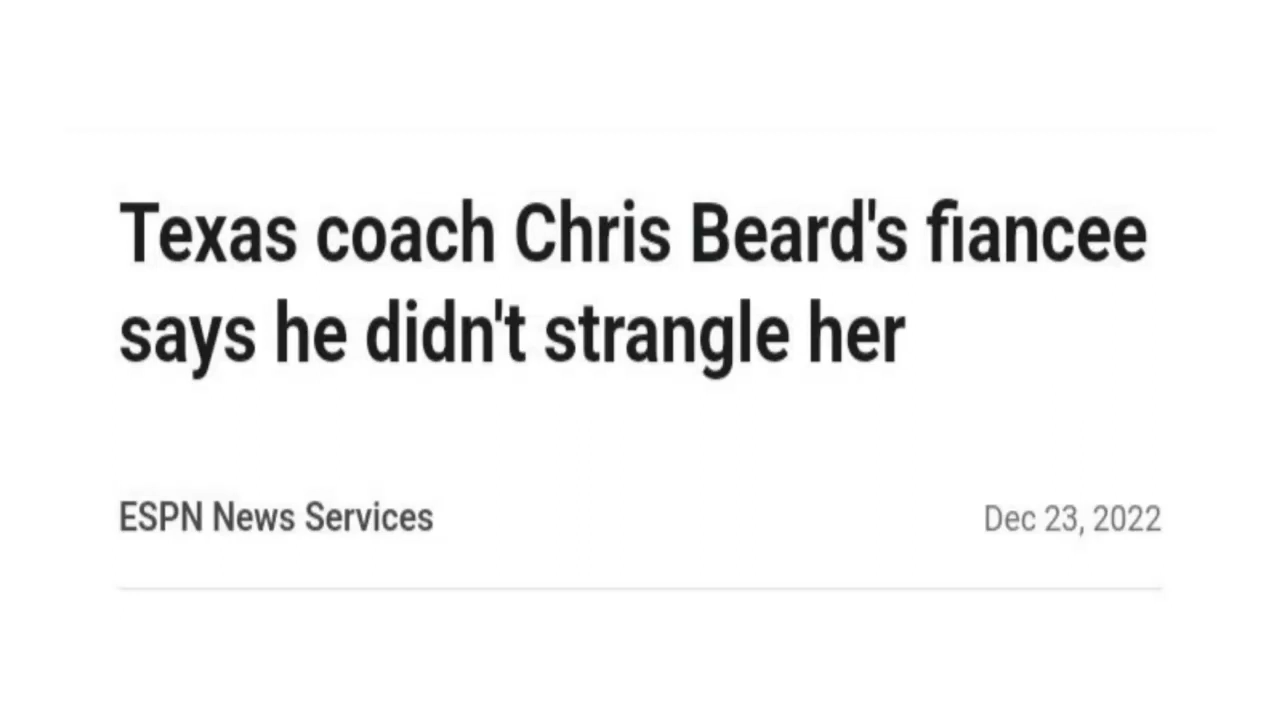 Texas coach Chris Beard's fiancee
says he didn't strangle her
ESPN News Services
Dec 23, 2022